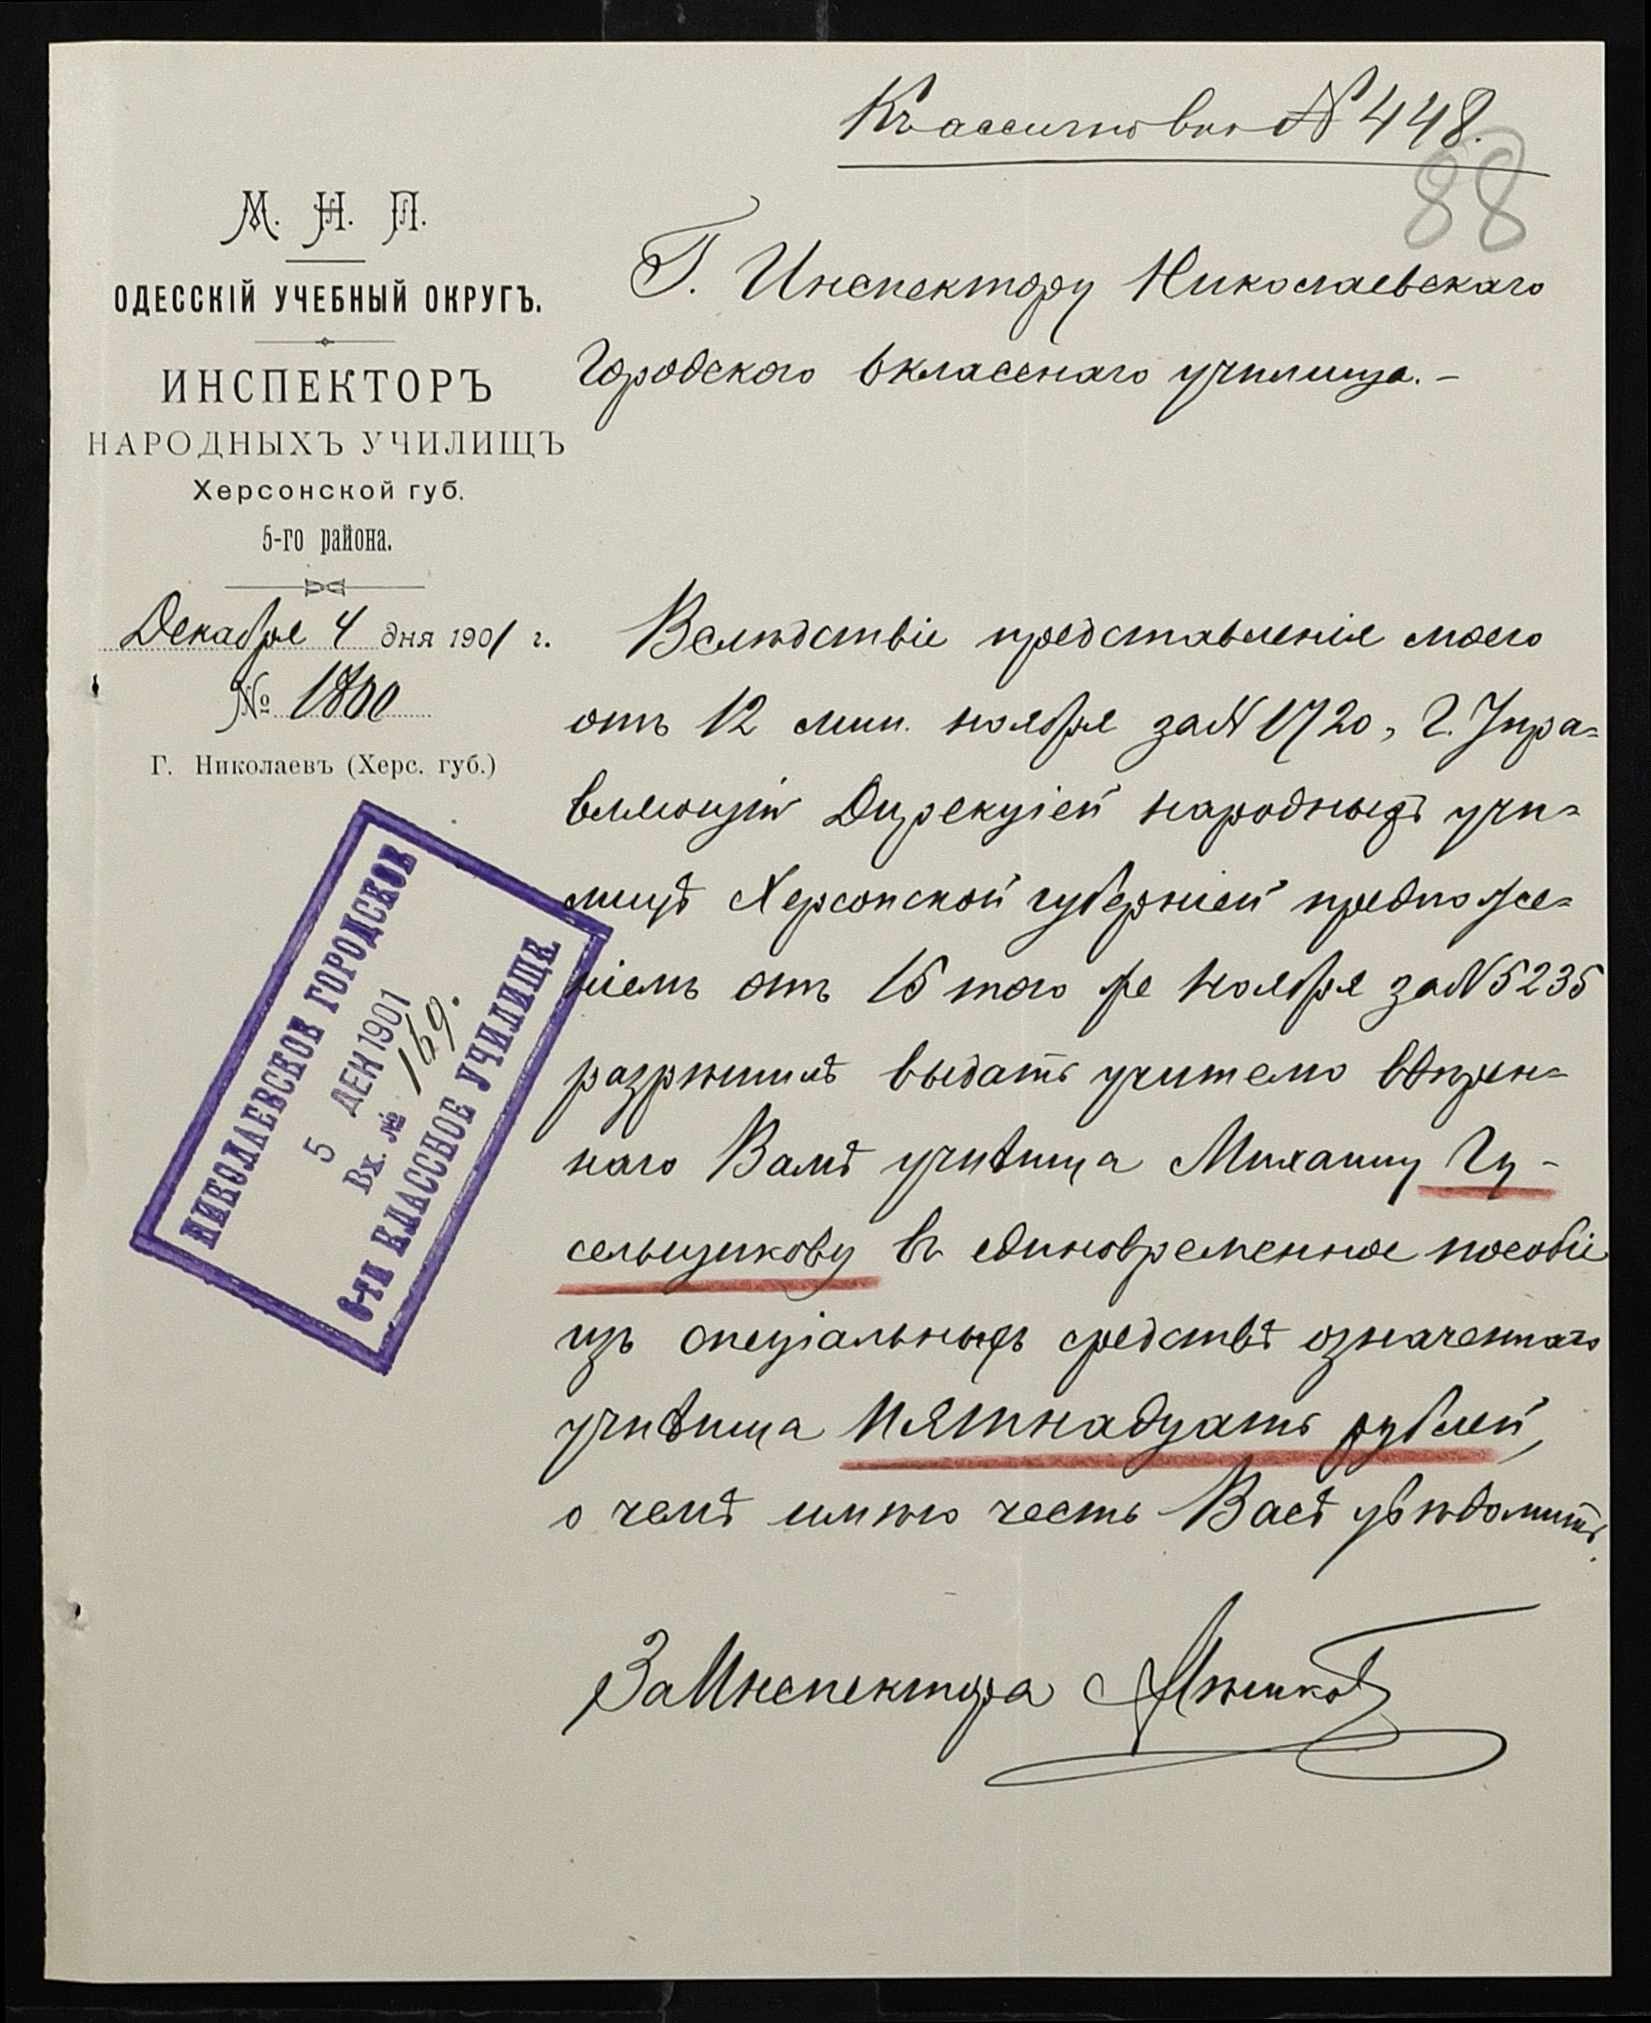 Къ ассигновкѣ № 448.
88
М. Н. П.
ОДЕССКІЙ УЧЕБНЫЙ ОКРУГЪ.
ИНСПЕКТОРЪ
НАРОДНЫХЪ УЧИЛИЩЪ
Херсонской губ.
5-го района.
Декабря 4 дня 1901 г.
№ 1800
Г. Николаевъ (Херс. губ.)
НИКОЛАЕВСКОЕ ГОРОДСКОЕ
5 ДЕК 1901
Вх. № 169.
6-ТИ КЛАССНОЕ УЧИЛИЩЕ
Г. Инспектору Николаевскаго
Городского 6класснаго училища.-
Вслѣдствіе представленія моего
отъ 12 мин. ноября за № 1720, Г. Упра=
вляющій Дирекціей народныхъ учи=
лищъ Херсонской губерніей предложе=
ніемъ отъ 15 того же ноября за № 5235
разрѣшилъ выдать учителю ввѣрен=
наго Вамъ училища Михаилу Гу-
сельщикову въ единовременное пособіе
изъ спеціальныхъ средствъ означеннаго
училища пятнадцать рублей,
о чемъ имѣю честь Васъ увѣдомить.
За Инспектора